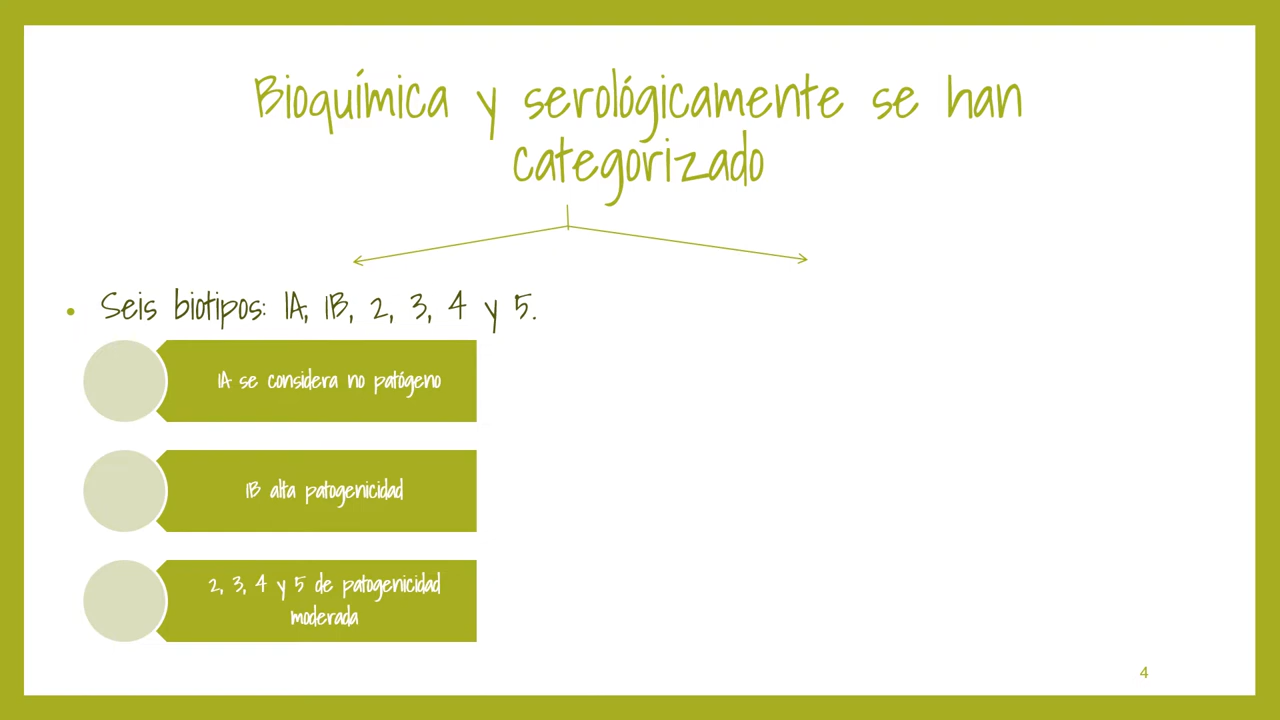 Bioquímica y serológicamente se han
categorizado
• Seis biotipos: 1A, 1B, 2, 3, 4 y 5.
1A se considera no patógeno
1B alta patogenicidad
2, 3, 4 y 5 de patogenicidad
moderada
4